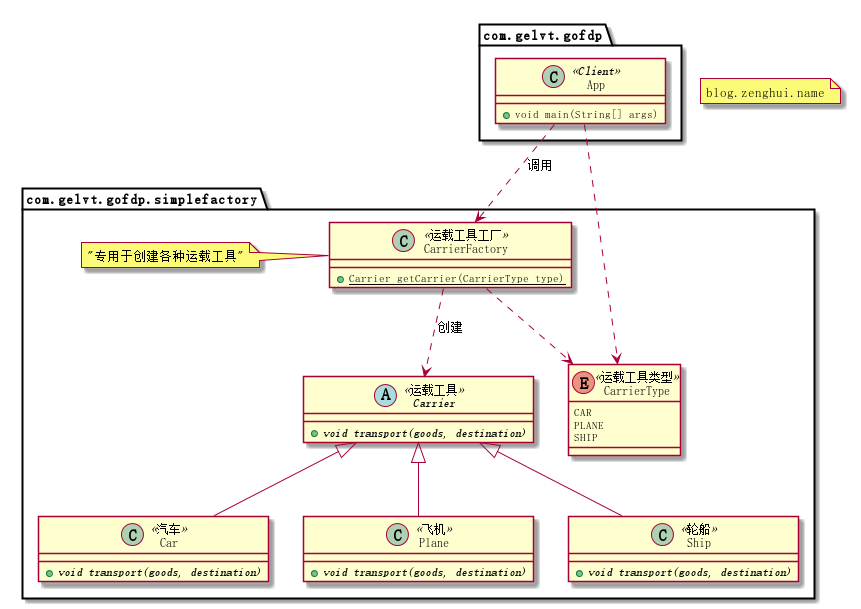 com.gelvt.gofdp
«Client»
App
void main(String[] args)
blog.zenghui.name
调用
com.gelvt.gofdp.simplefactory
"专用于创建各种运载工具"
«运载工具工厂»
CarrierFactory
Carrier getCarrier(CarrierType type)
创建
«运载工具»
Carrier
void transport(goods, destination)
«运载工具类型»
CarrierType
CAR
PLANE
SHIP
«汽车»
Car
void transport(goods, destination)
«飞机»
Plane
void transport(goods, destination)
«轮船»
Ship
void transport(goods, destination)
C
C
A
E
C
C
C